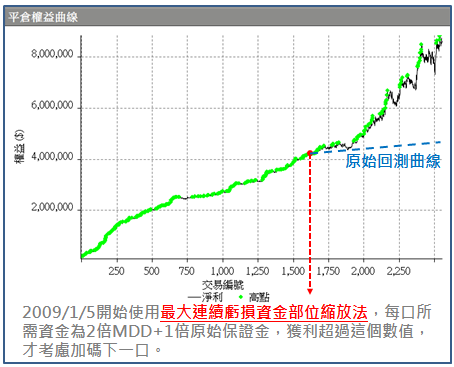 平倉權益曲線
權益($)
8,000,000
6,000,000
4,000,000
2,000,000
原始回測曲線
250
500
750
1,000
1,250
1,500
1,750
2,000
2,250
交易編號
淨利
高點
2009/1/5開始使用最大連續虧損資金部位縮放法，每口所
需資金為2倍MDD+1倍原始保證金，獲利超過這個數值，
才考慮加碼下一口。